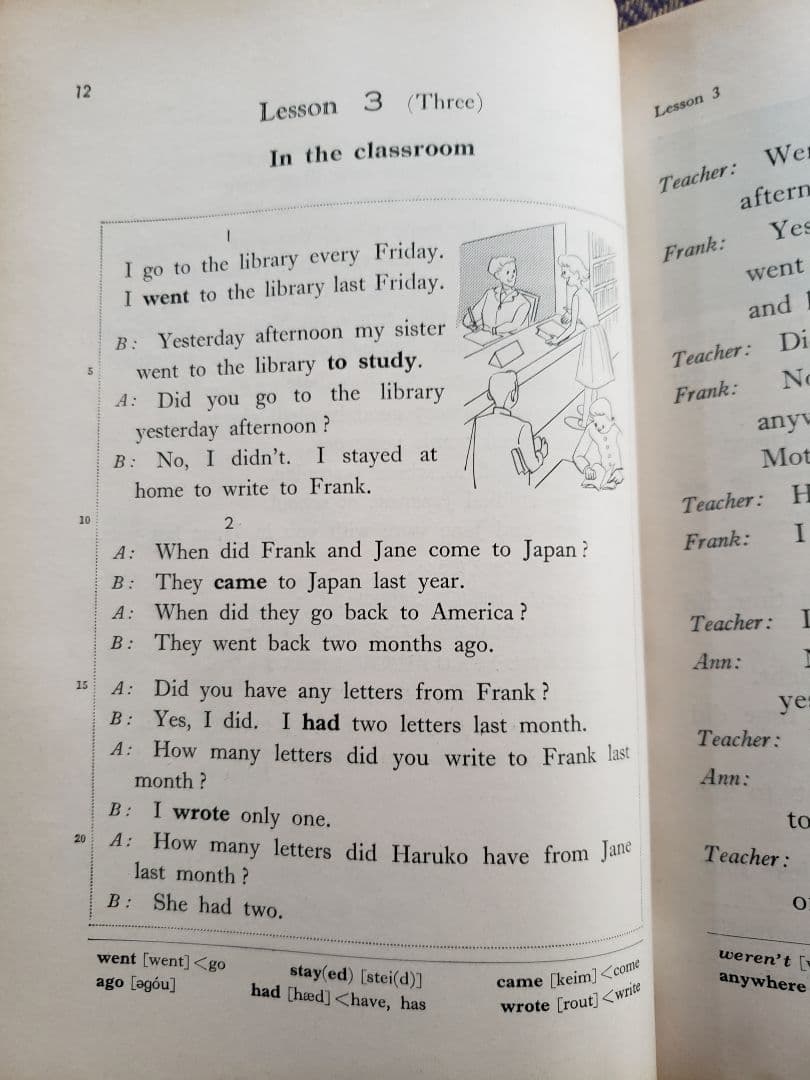 12
Lesson 3 (Three)
In the classroom
1
I go to the library every Friday.
I went to the library last Friday.
B: Yesterday afternoon my sister
5 went to the library to study.
A: Did you go to the library
yesterday afternoon?
B: No, I didn't. I stayed at
home to write to Frank.
10 2
A: When did Frank and Jane come to Japan?
B: They came to Japan last year.
A: When did they go back to America?
B: They went back two months ago.
15 A: Did you have any letters from Frank?
B: Yes, I did. I had two letters last month.
A: How many letters did you write to Frank last
month?
B: I wrote only one.
20 A: How many letters did Haruko have from Jane
last month?
B: She had two.
went [went]<go stay(ed) [stei(d)] came [keim]<come
ago [əgóu] had [hæd]<have, has wrote [rout]<write
Lesson 3
Teacher:
Frank: Yes
went
and
Teacher:
Frank:
Teacher:
Frank: I
Teacher:
Ann:
Teacher:
Ann:
to
Teacher:
weren't
anywhere